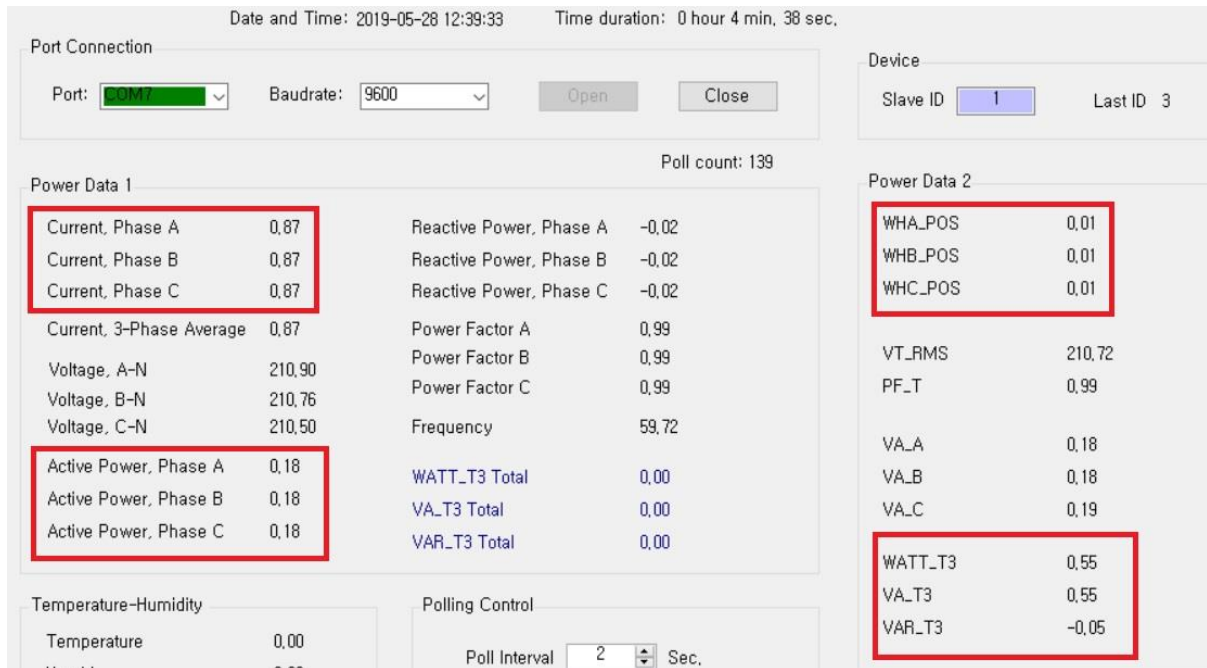 Date and Time: 2019-05-28 12:39:33 Time duration: 0 hour 4 min, 38 sec,
Port Connection
Port: COM7 Baudrate: 9600 Open Close
Device
Slave ID 1 Last ID 3
Poll count: 139
Power Data 1
Current, Phase A 0,87
Current, Phase B 0,87
Current, Phase C 0,87
Current, 3-Phase Average 0,87
Voltage, A-N 210,90
Voltage, B-N 210,76
Voltage, C-N 210,50
Active Power, Phase A 0,18
Active Power, Phase B 0,18
Active Power, Phase C 0,18
Reactive Power, Phase A -0,02
Reactive Power, Phase B -0,02
Reactive Power, Phase C -0,02
Power Factor A 0,99
Power Factor B 0,99
Power Factor C 0,99
Frequency 59,72
WATT_T3 Total 0,00
VA_T3 Total 0,00
VAR_T3 Total 0,00
Power Data 2
WHA_POS 0,01
WHB_POS 0,01
WHC_POS 0,01
VT_RMS 210,72
PF_T 0,99
VA_A 0,18
VA_B 0,18
VA_C 0,19
WATT_T3 0,55
VA_T3 0,55
VAR_T3 -0,05
Temperature-Humidity
Temperature 0,00
Polling Control
Poll Interval 2 Sec,